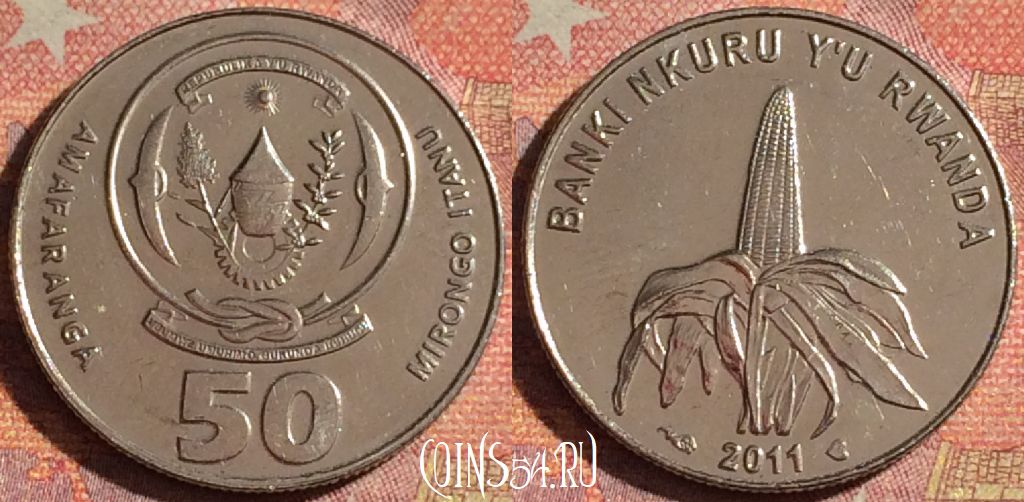 REPUBULIKA Y'U RWANDA
AMAFARANGA
MIRONGO ITANU
50
BANKI NKURU Y'U RWANDA
2011
COINS54.RU